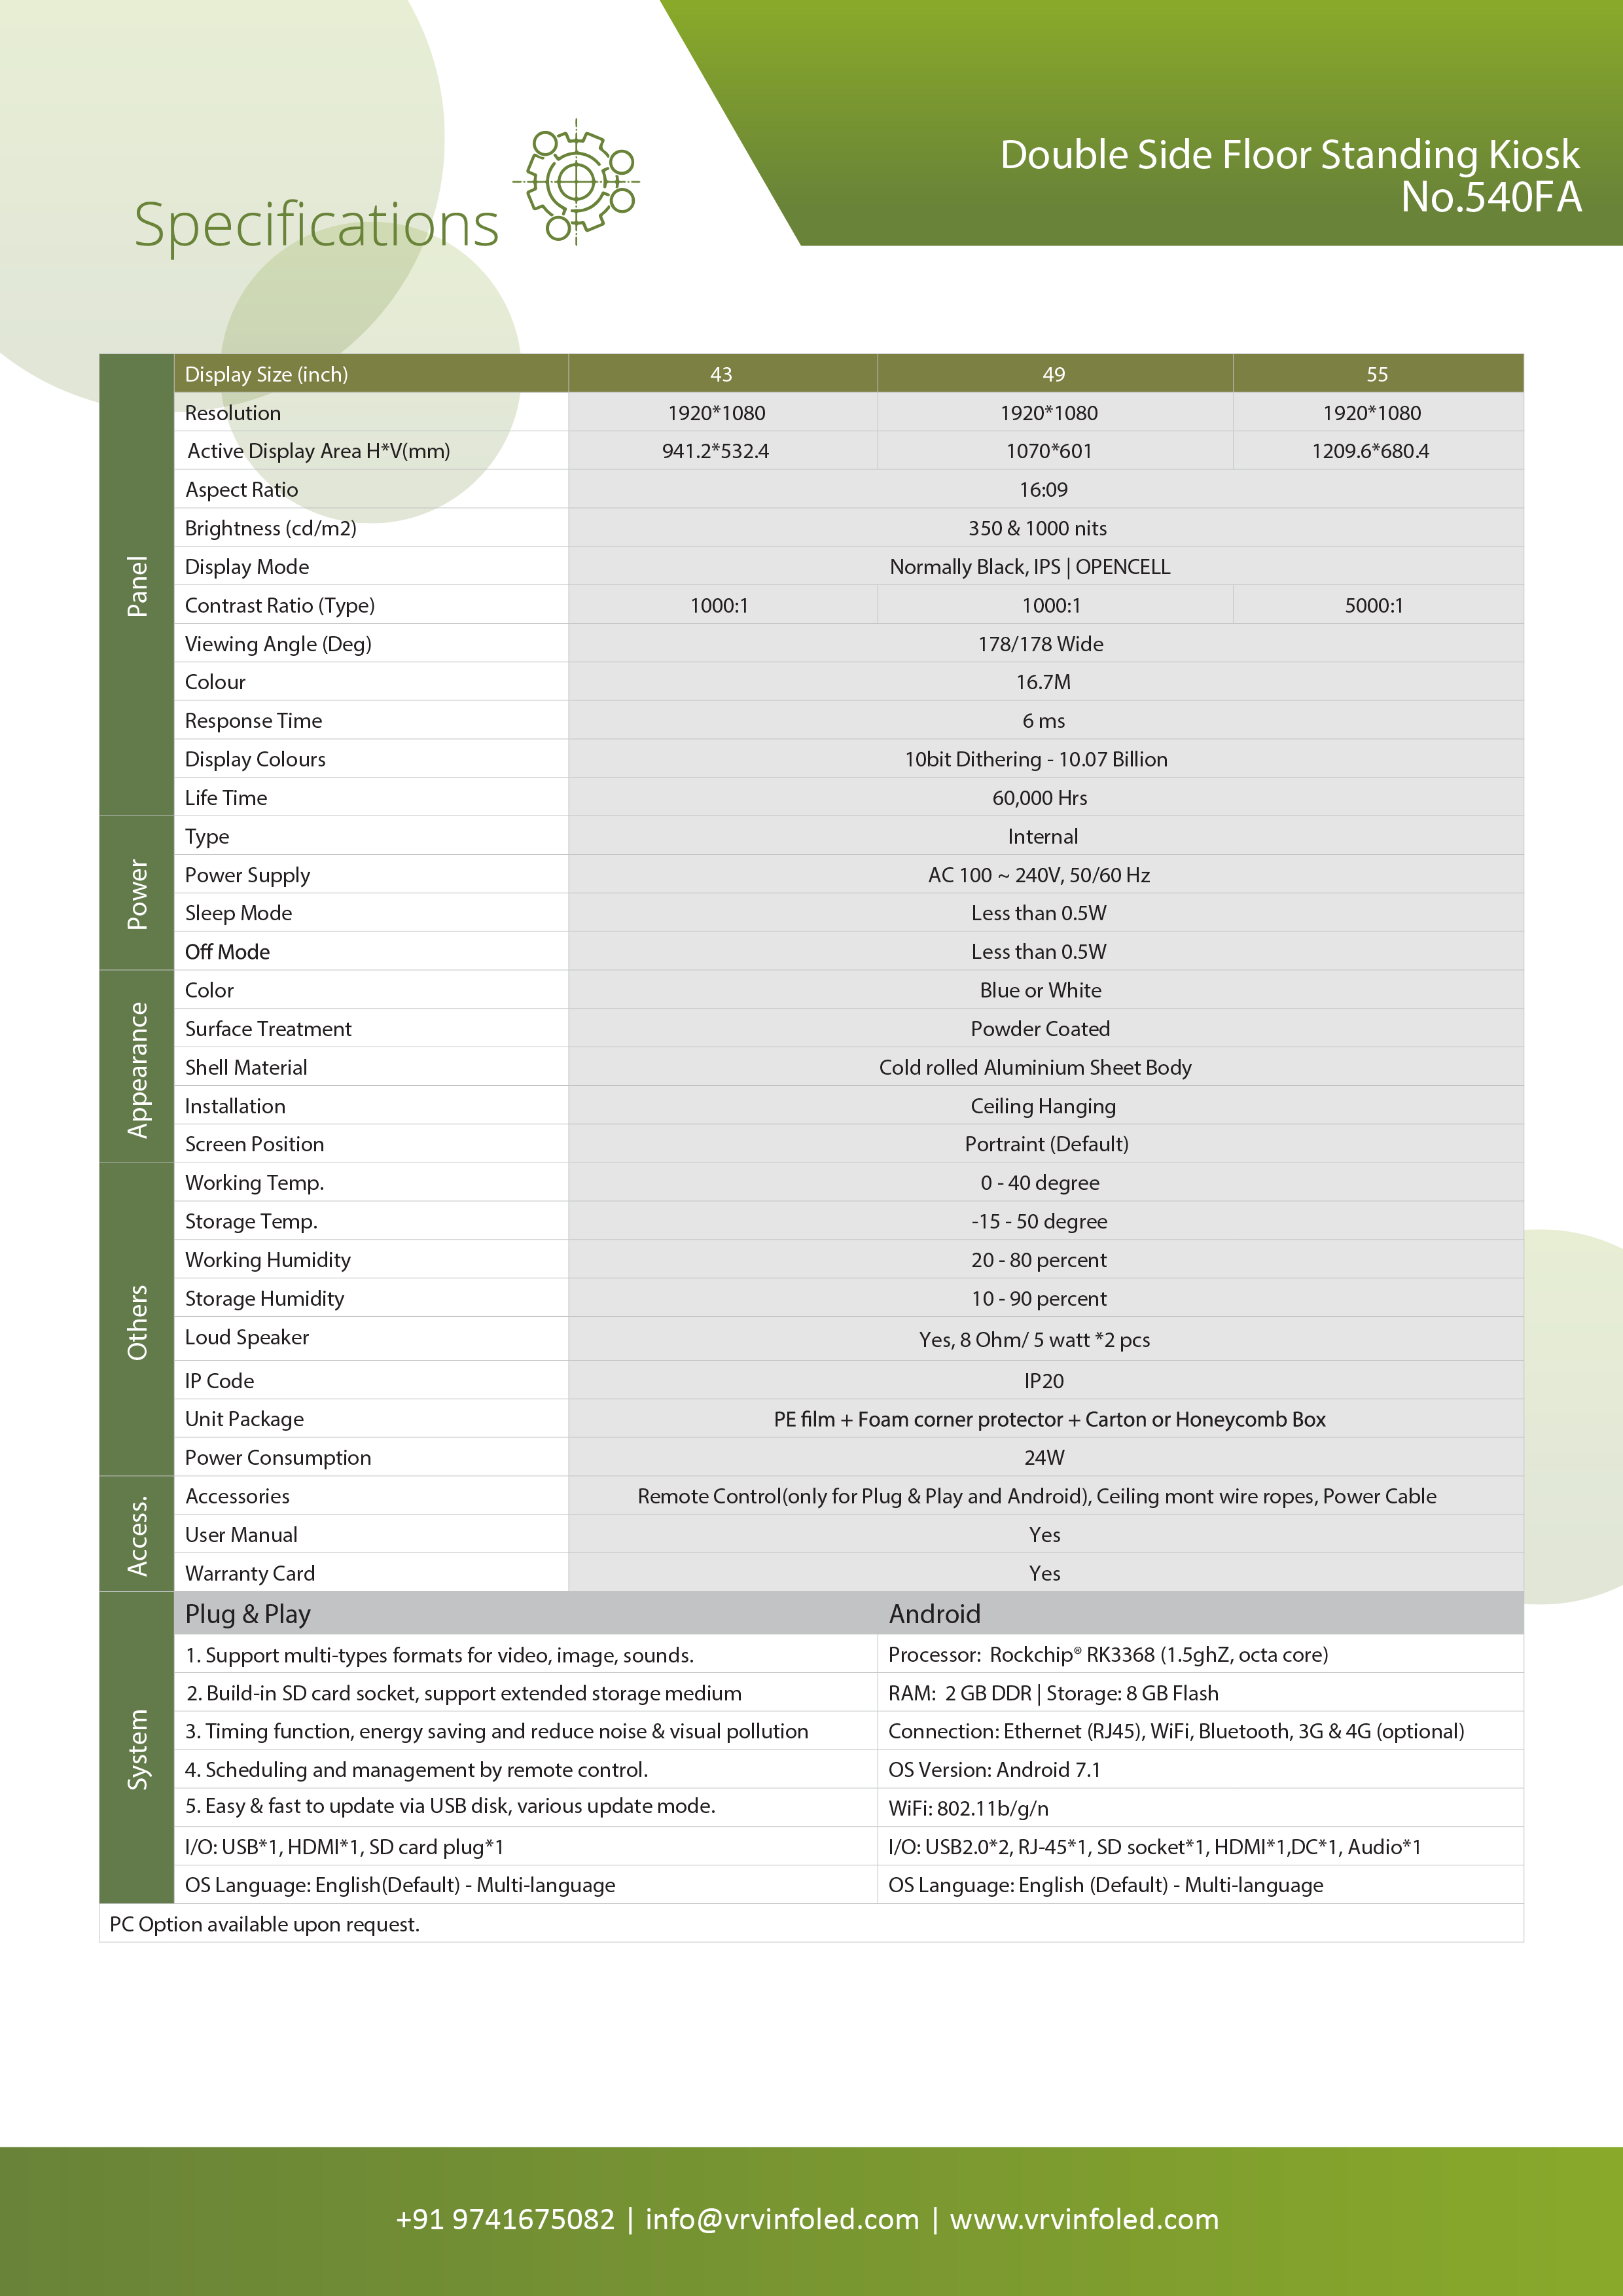 Double Side Floor Standing Kiosk
No.540FA
Specifications
Panel
Display Size (inch) 43 49 55
Resolution 1920*1080 1920*1080 1920*1080
Active Display Area H*V(mm) 941.2*532.4 1070*601 1209.6*680.4
Aspect Ratio 16:09
Brightness (cd/m2) 350 & 1000 nits
Display Mode Normally Black, IPS | OPENCELL
Contrast Ratio (Type) 1000:1 1000:1 5000:1
Viewing Angle (Deg) 178/178 Wide
Colour 16.7M
Response Time 6 ms
Display Colours 10bit Dithering - 10.07 Billion
Life Time 60,000 Hrs
Power
Type Internal
Power Supply AC 100 ~ 240V, 50/60 Hz
Sleep Mode Less than 0.5W
Off Mode Less than 0.5W
Appearance
Color Blue or White
Surface Treatment Powder Coated
Shell Material Cold rolled Aluminium Sheet Body
Installation Ceiling Hanging
Screen Position Portraint (Default)
Others
Working Temp. 0 - 40 degree
Storage Temp. -15 - 50 degree
Working Humidity 20 - 80 percent
Storage Humidity 10 - 90 percent
Loud Speaker Yes, 8 Ohm/ 5 watt *2 pcs
IP Code IP20
Unit Package PE film + Foam corner protector + Carton or Honeycomb Box
Power Consumption 24W
Access.
Accessories Remote Control(only for Plug & Play and Android), Ceiling mont wire ropes, Power Cable
User Manual Yes
Warranty Card Yes
System
Plug & Play Android
1. Support multi-types formats for video, image, sounds. Processor: Rockchip® RK3368 (1.5ghZ, octa core)
2. Build-in SD card socket, support extended storage medium RAM: 2 GB DDR | Storage: 8 GB Flash
3. Timing function, energy saving and reduce noise & visual pollution Connection: Ethernet (RJ45), WiFi, Bluetooth, 3G & 4G (optional)
4. Scheduling and management by remote control. OS Version: Android 7.1
5. Easy & fast to update via USB disk, various update mode. WiFi: 802.11b/g/n
I/O: USB*1, HDMI*1, SD card plug*1 I/O: USB2.0*2, RJ-45*1, SD socket*1, HDMI*1,DC*1, Audio*1
OS Language: English(Default) - Multi-language OS Language: English (Default) - Multi-language
PC Option available upon request.
+91 9741675082 | info@vrvinfoled.com | www.vrvinfoled.com